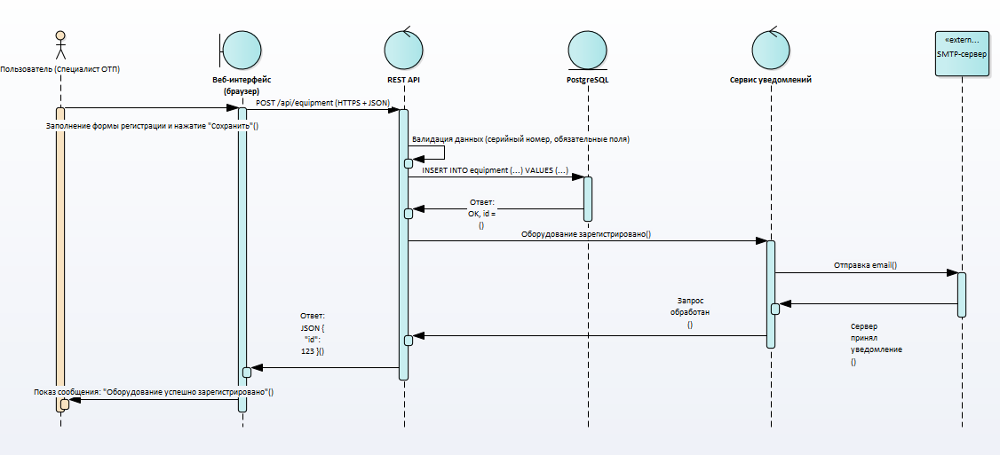 «extern...
SMTP-сервер
Пользователь (Специалист ОТП)
Веб-интерфейс
(браузер)
REST API
PostgreSQL
Сервис уведомлений
POST /api/equipment (HTTPS + JSON)
Заполнение формы регистрации и нажатие "Сохранить"()
Валидация данных (серийный номер, обязательные поля)
INSERT INTO equipment (...) VALUES (...)
Ответ:
OK, id =
()
Оборудование зарегистрировано()
Отправка email()
Запрос
обработан
()
Ответ:
JSON {
"id":
123 }()
Сервер
принял
уведомление
()
Показ сообщения: "Оборудование успешно зарегистрировано"()